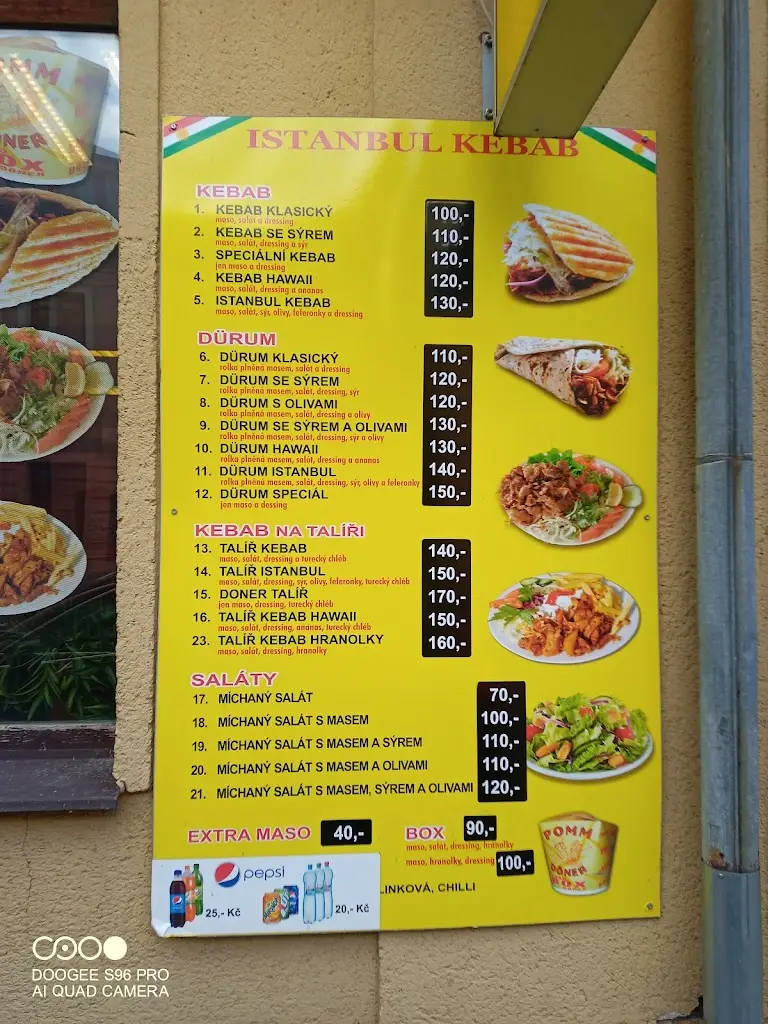 POMM
DÖNER
BOX
ISTANBUL KEBAB
KEBAB
1. KEBAB KLASICKÝ 100,-
maso, salát a dressing
2. KEBAB SE SÝREM 110,-
maso, salát, dressing a sýr
3. SPECIÁLNÍ KEBAB 120,-
jen maso a dressing
4. KEBAB HAWAII 120,-
maso, salát, dressing a ananas
5. ISTANBUL KEBAB 130,-
maso, salát, sýr, olivy, feferonky a dressing
DÜRUM
6. DÜRUM KLASICKÝ 110,-
rolka plněná masem, salát a dressing
7. DÜRUM SE SÝREM 120,-
rolka plněná masem, salát, dressing, sýr
8. DÜRUM S OLIVAMI 120,-
rolka plněná masem, salát, dressing a olivy
9. DÜRUM SE SÝREM A OLIVAMI 130,-
rolka plněná masem, salát, dressing, sýr a olivy
10. DÜRUM HAWAII 130,-
rolka plněná masem, salát, dressing a ananas
11. DÜRUM ISTANBUL 140,-
rolka plněná masem, salát, dressing, sýr, olivy a feferonky
12. DÜRUM SPECIÁL 150,-
jen maso a dessing
KEBAB NA TALÍŘI
13. TALÍŘ KEBAB 140,-
maso, salát, dressing a turecký chléb
14. TALÍŘ ISTANBUL 150,-
maso, salát, dressing, sýr, olivy, feferonky, turecký chléb
15. DONER TALÍŘ 170,-
jen maso, dressing, turecký chléb
16. TALÍŘ KEBAB HAWAII 150,-
maso, salát, dressing, ananas, turecký chléb
23. TALÍŘ KEBAB HRANOLKY 160,-
maso, salát, dressing, hranolky
SALÁTY
17. MÍCHANÝ SALÁT 70,-
18. MÍCHANÝ SALÁT S MASEM 100,-
19. MÍCHANÝ SALÁT S MASEM A SÝREM 110,-
20. MÍCHANÝ SALÁT S MASEM A OLIVAMI 110,-
21. MÍCHANÝ SALÁT S MASEM, SÝREM A OLIVAMI 120,-
EXTRA MASO 40,-
BOX 90,-
maso, salát, dressing, hranolky
maso, hranolky, dressing 100,-
POMM
DÖNER
BOX
LINKOVÁ, CHILLI
pepsi
25,- Kč
20,- Kč
DOOGEE S96 PRO
AI QUAD CAMERA